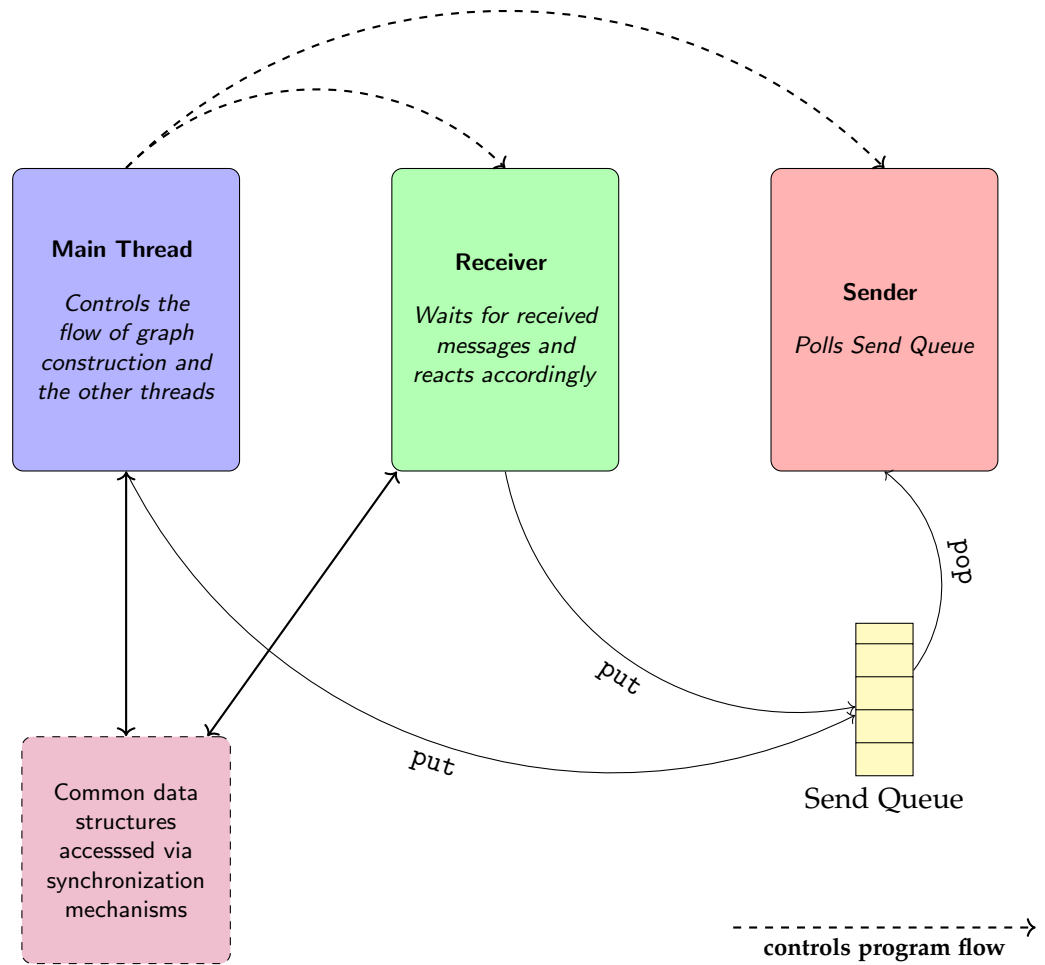 Main Thread
Controls the
flow of graph
construction and
the other threads
Receiver
Waits for received
messages and
reacts accordingly
Sender
Polls Send Queue
pop
put
put
Send Queue
Common data
structures
accesssed via
synchronization
mechanisms
controls program flow